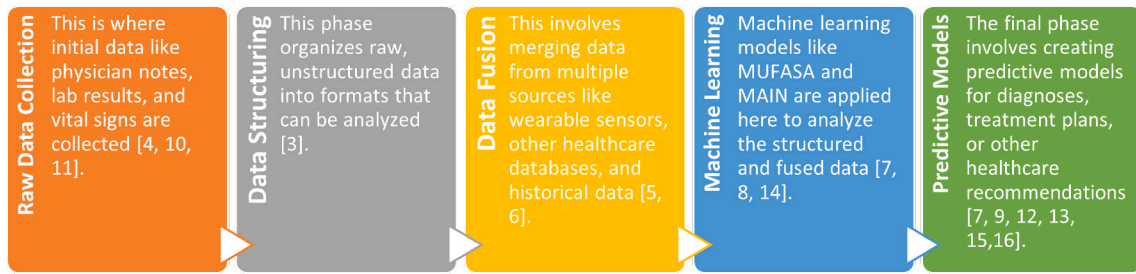 Raw Data Collection
This is where
initial data like
physician notes,
lab results, and
vital signs are
collected [4, 10,
11].
Data Structuring
This phase
organizes raw,
unstructured data
into formats that
can be analyzed
[3].
Data Fusion
This involves
merging data
from multiple
sources like
wearable sensors,
other healthcare
databases, and
historical data [5,
6].
Machine Learning
Machine learning
models like
MUFASA and
MAIN are applied
here to analyze
the structured
and fused data [7,
8, 14].
Predictive Models
The final phase
involves creating
predictive models
for diagnoses,
treatment plans,
or other
healthcare
recommendations
[7, 9, 12, 13,
15,16].